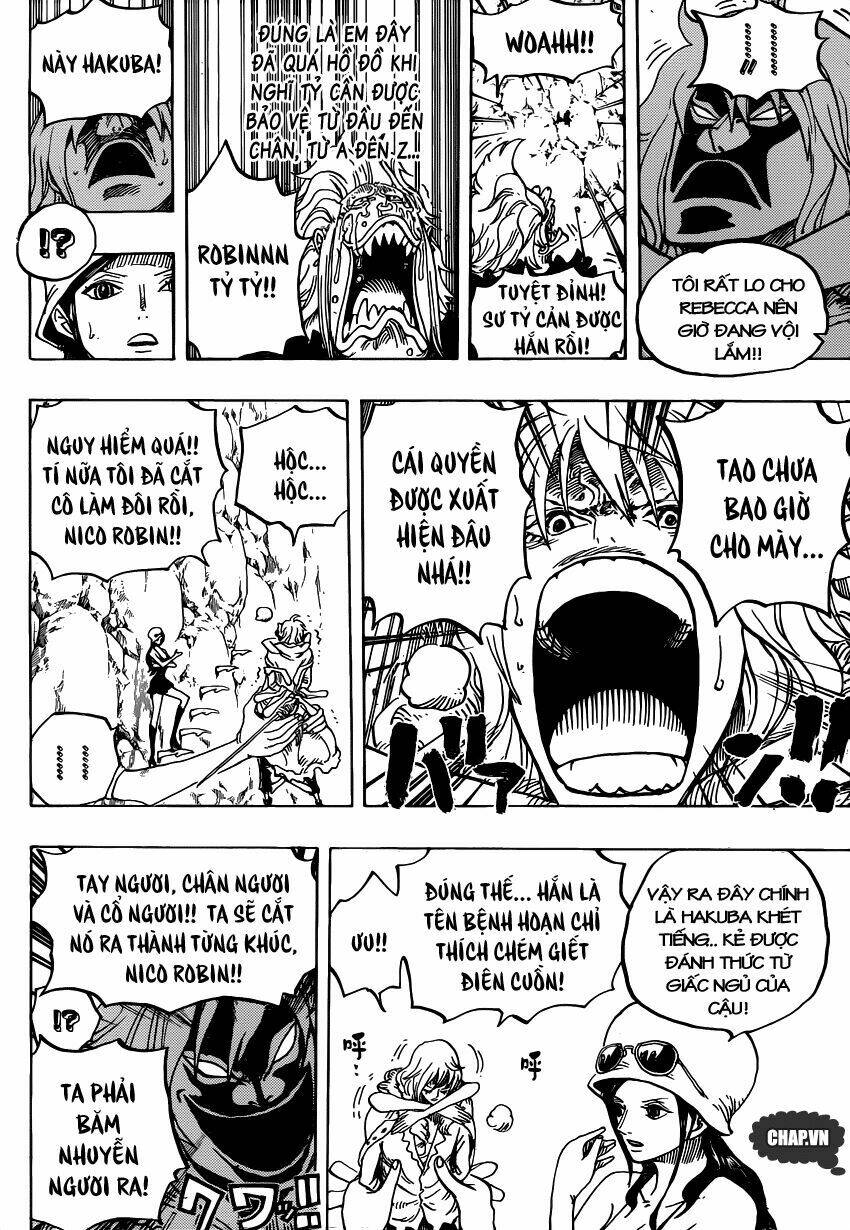 !!
TÔI RẤT LO CHO
REBECCA NÊN
GIỜ ĐANG VỘI
LẮM!!
WOAHH!!
TUYỆT ĐỈNH!
SƯ TỶ CẢN ĐƯỢC
HẮN RỒI!
ĐÚNG LÀ EM ĐÂY
ĐÃ QUÁ HỒ ĐỒ KHI
NGHĨ TỶ CẦN ĐƯỢC
BẢO VỆ TỪ ĐẦU ĐẾN
CHÂN, TỪ A ĐẾN Z...
ROBINNN
TỶ TỶ!!
NÀY HAKUBA!
!?
TAO CHƯA
BAO GIỜ
CHO MÀY...
CÁI QUYỀN
ĐƯỢC XUẤT
HIỆN ĐÂU
NHÁ!!
HỘC...
HỘC...
NGUY HIỂM QUÁ!!
TÍ NỮA TÔI ĐÃ CẮT
CÔ LÀM ĐÔI RỒI,
NICO ROBIN!!
VẬY RA ĐÂY CHÍNH
LÀ HAKUBA KHÉT
TIẾNG.. KẺ ĐƯỢC
ĐÁNH THỨC TỪ
GIẤC NGỦ CỦA
CẬU!
ĐÚNG THẾ... HẮN LÀ
TÊN BỆNH HOẠN CHỈ
THÍCH CHÉM GIẾT
ĐIÊN CUỒN!
ƯU!!
呼
呼
TAY NGƯƠI, CHÂN NGƯƠI
VÀ CỔ NGƯƠI!! TA SẼ CẮT
NÓ RA THÀNH TỪNG KHÚC,
NICO ROBIN!!
!?
TA PHẢI
BĂM
NHUYỄN
NGƯƠI RA!
クワッ!!
CHAP.VN